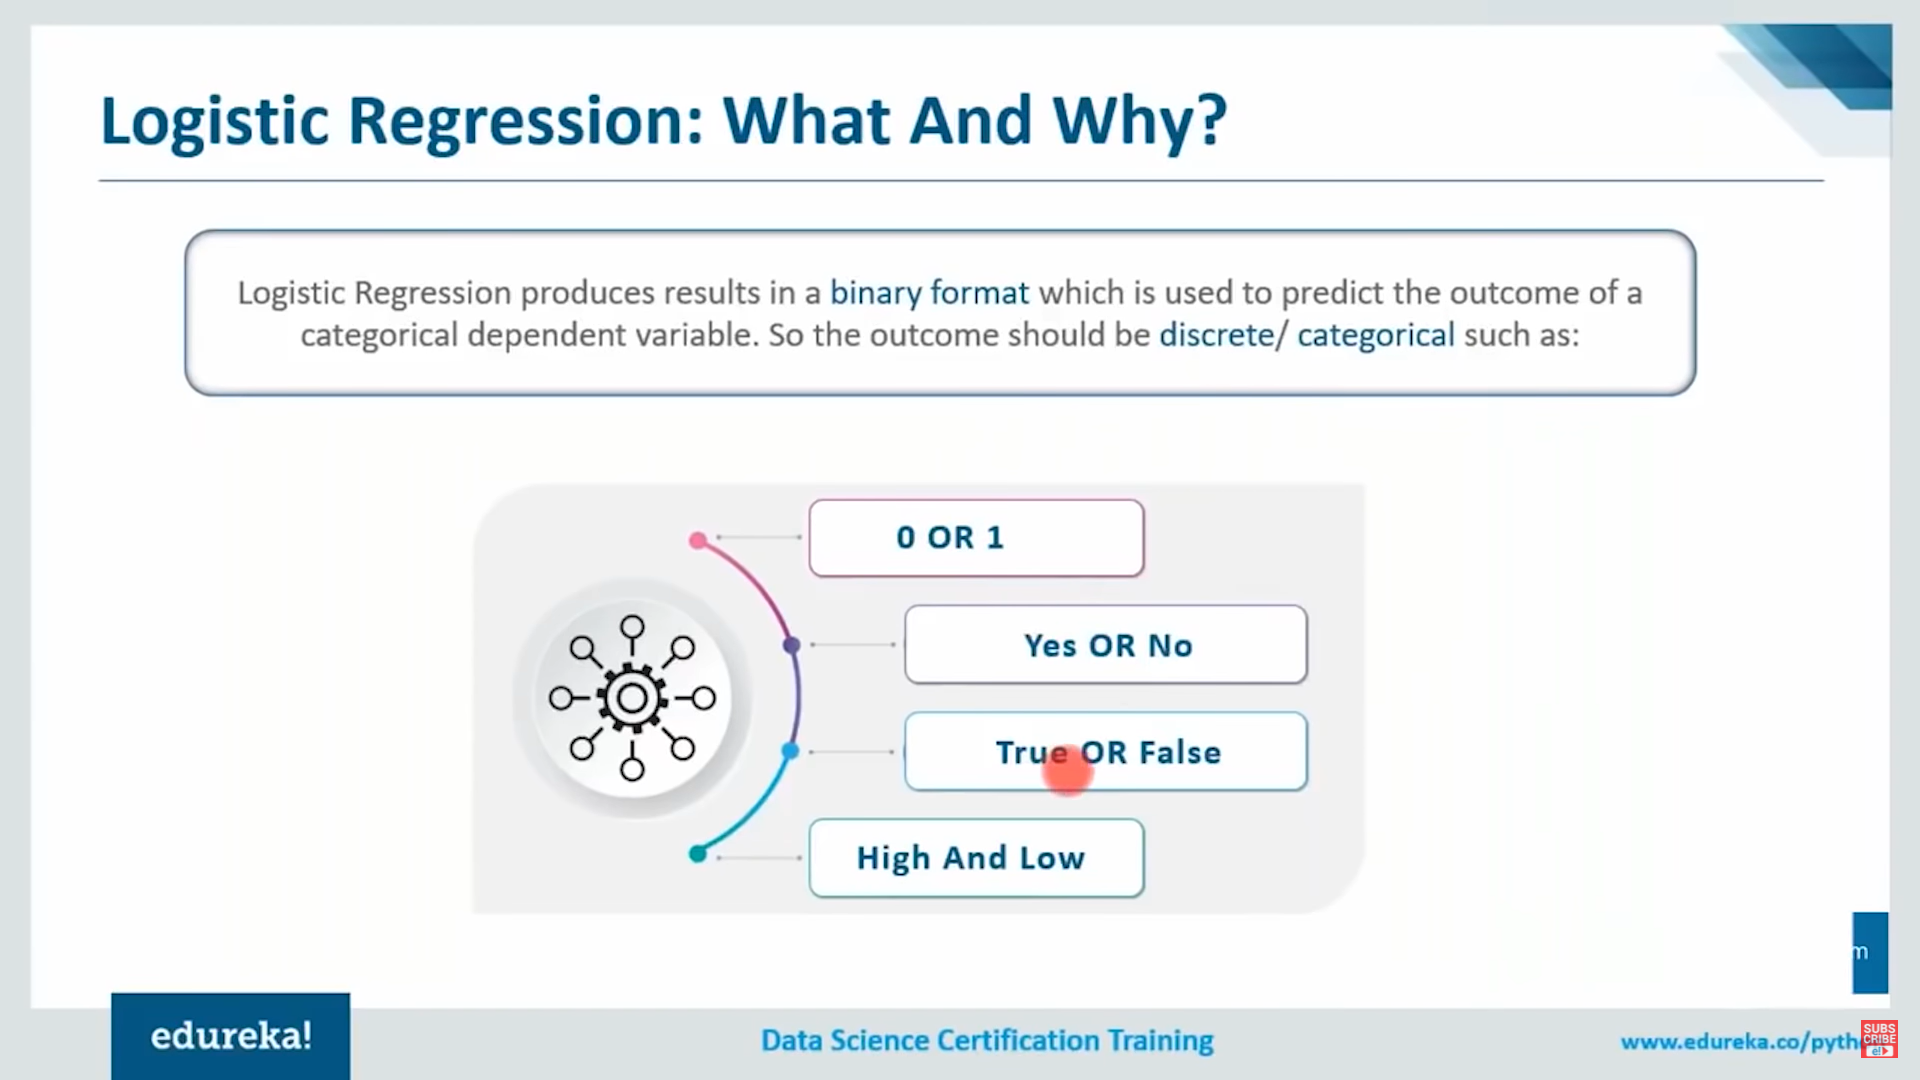 Logistic Regression: What And Why?
Logistic Regression produces results in a binary format which is used to predict the outcome of a
categorical dependent variable. So the outcome should be discrete/ categorical such as:
0 OR 1
Yes OR No
True OR False
High And Low
m
edureka!
Data Science Certification Training
www.edureka.co/pyth
SUBS
CRIBE
e!